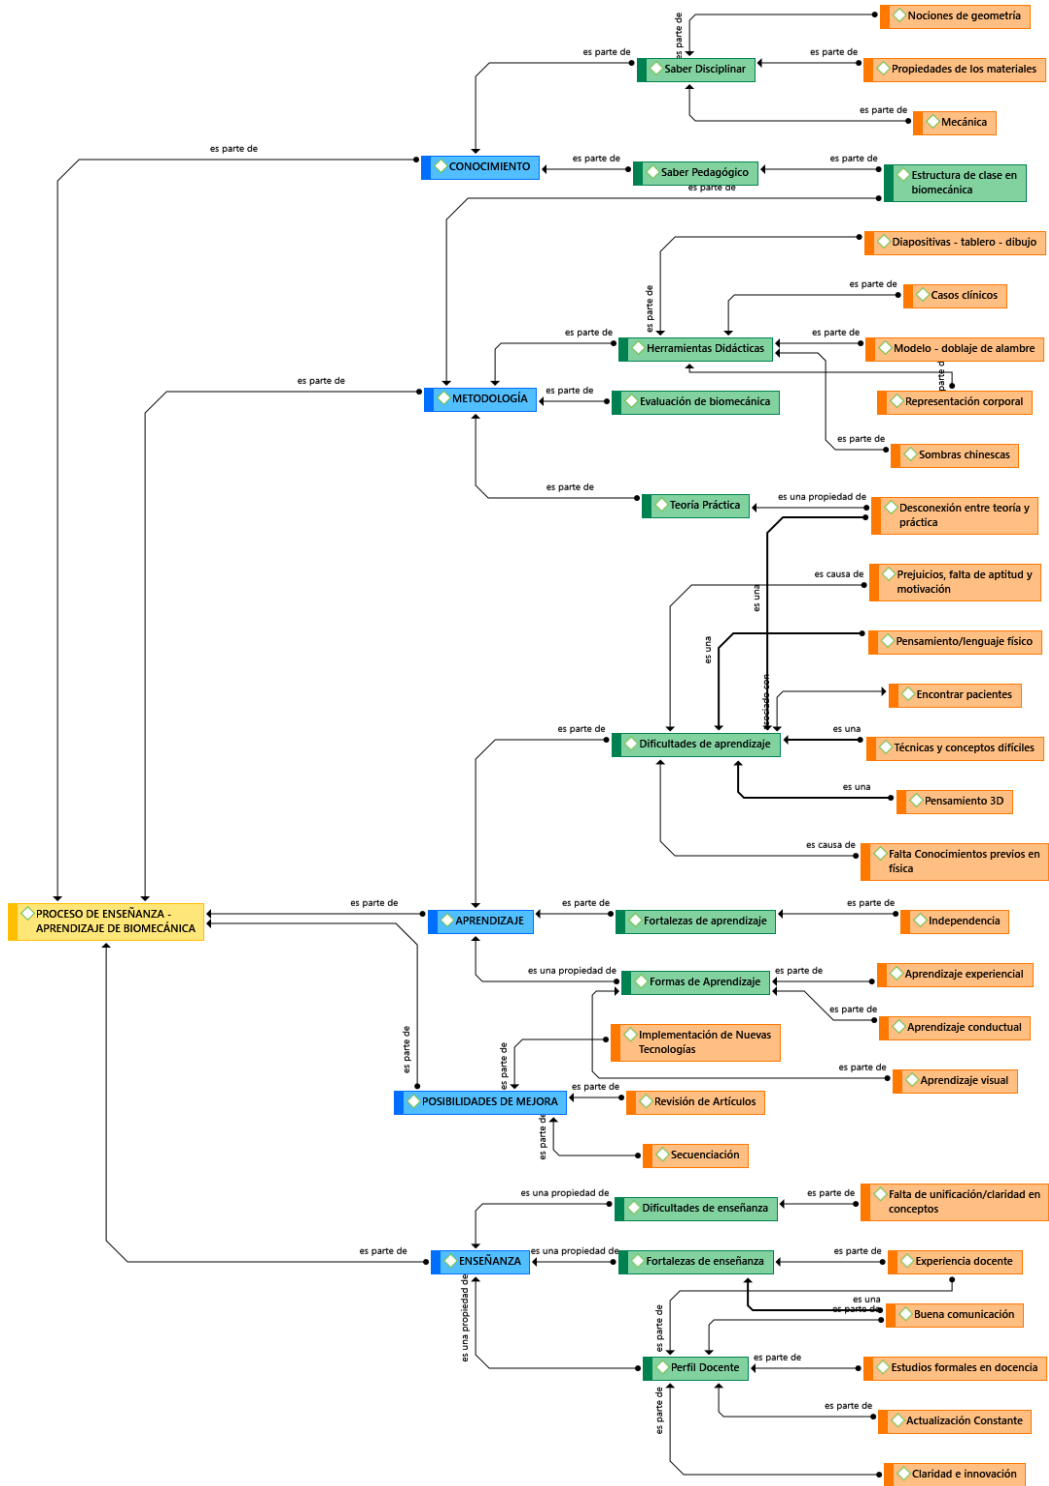 Nociones de geometría
es parte de
es parte de
Saber Disciplinar
Propiedades de los materiales
es parte de
es parte de
Mecánica
es parte de
CONOCIMIENTO
es parte de
Saber Pedagógico
es parte de
Estructura de clase en
biomecánica
es parte de
Diapositivas - tablero - dibujo
es parte de
es parte de
Casos clínicos
es parte de
Herramientas Didácticas
es parte de
Modelo - doblaje de alambre
parte d
es parte de
METODOLOGÍA
es parte de
Evaluación de biomecánica
Representación corporal
es parte de
Sombras chinescas
es parte de
Teoría Práctica
es una propiedad de
Desconexión entre teoría y
práctica
es causa de
Prejuicios, falta de aptitud y
motivación
es una
es una
Pensamiento/lenguaje físico
sociado con
Encontrar pacientes
es parte de
Dificultades de aprendizaje
es una
Técnicas y conceptos difíciles
es una
Pensamiento 3D
es causa de
Falta Conocimientos previos en
física
PROCESO DE ENSEÑANZA -
APRENDIZAJE DE BIOMECÁNICA
es parte de
APRENDIZAJE
es parte de
Fortalezas de aprendizaje
es parte de
Independencia
es una propiedad de
Formas de Aprendizaje
es parte de
Aprendizaje experiencial
es parte de
Aprendizaje conductual
es parte de
es parte de
Implementación de Nuevas
Tecnologías
es parte de
Aprendizaje visual
POSIBILIDADES DE MEJORA
es parte de
Revisión de Artículos
es parte de
Secuenciación
es una propiedad de
Dificultades de enseñanza
es parte de
Falta de unificación/claridad en
conceptos
es parte de
ENSEÑANZA
es una propiedad de
Fortalezas de enseñanza
es parte de
Experiencia docente
es una
es parte de
Buena comunicación
es una propiedad de
es parte de
Perfil Docente
es parte de
Estudios formales en docencia
es parte de
es parte de
Actualización Constante
Claridad e innovación